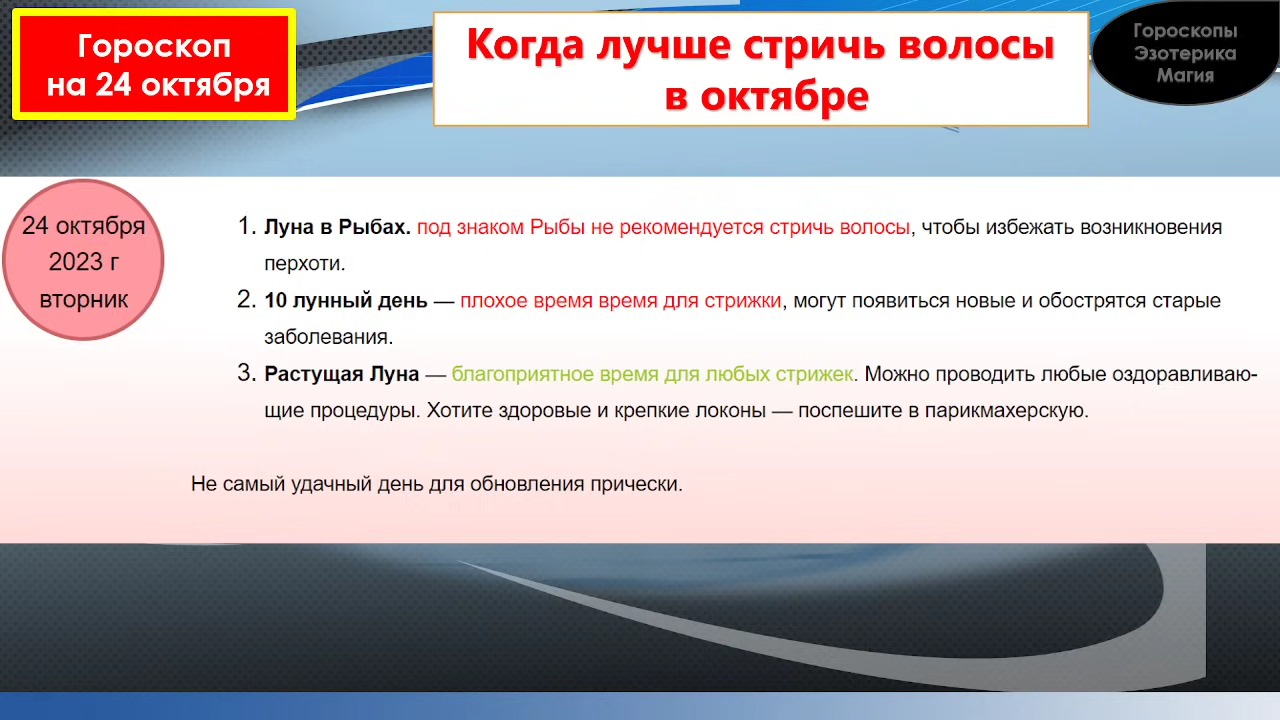 Гороскоп
на 24 октября
Когда лучше стричь волосы
в октябре
Гороскопы
Эзотерика
Магия
24 октября
2023 г
вторник
1. Луна в Рыбах. под знаком Рыбы не рекомендуется стричь волосы, чтобы избежать возникновения
перхоти.
2. 10 лунный день — плохое время время для стрижки, могут появиться новые и обострятся старые
заболевания.
3. Растущая Луна — благоприятное время для любых стрижек. Можно проводить любые оздоравливаю-
щие процедуры. Хотите здоровые и крепкие локоны — поспешите в парикмахерскую.
Не самый удачный день для обновления прически.